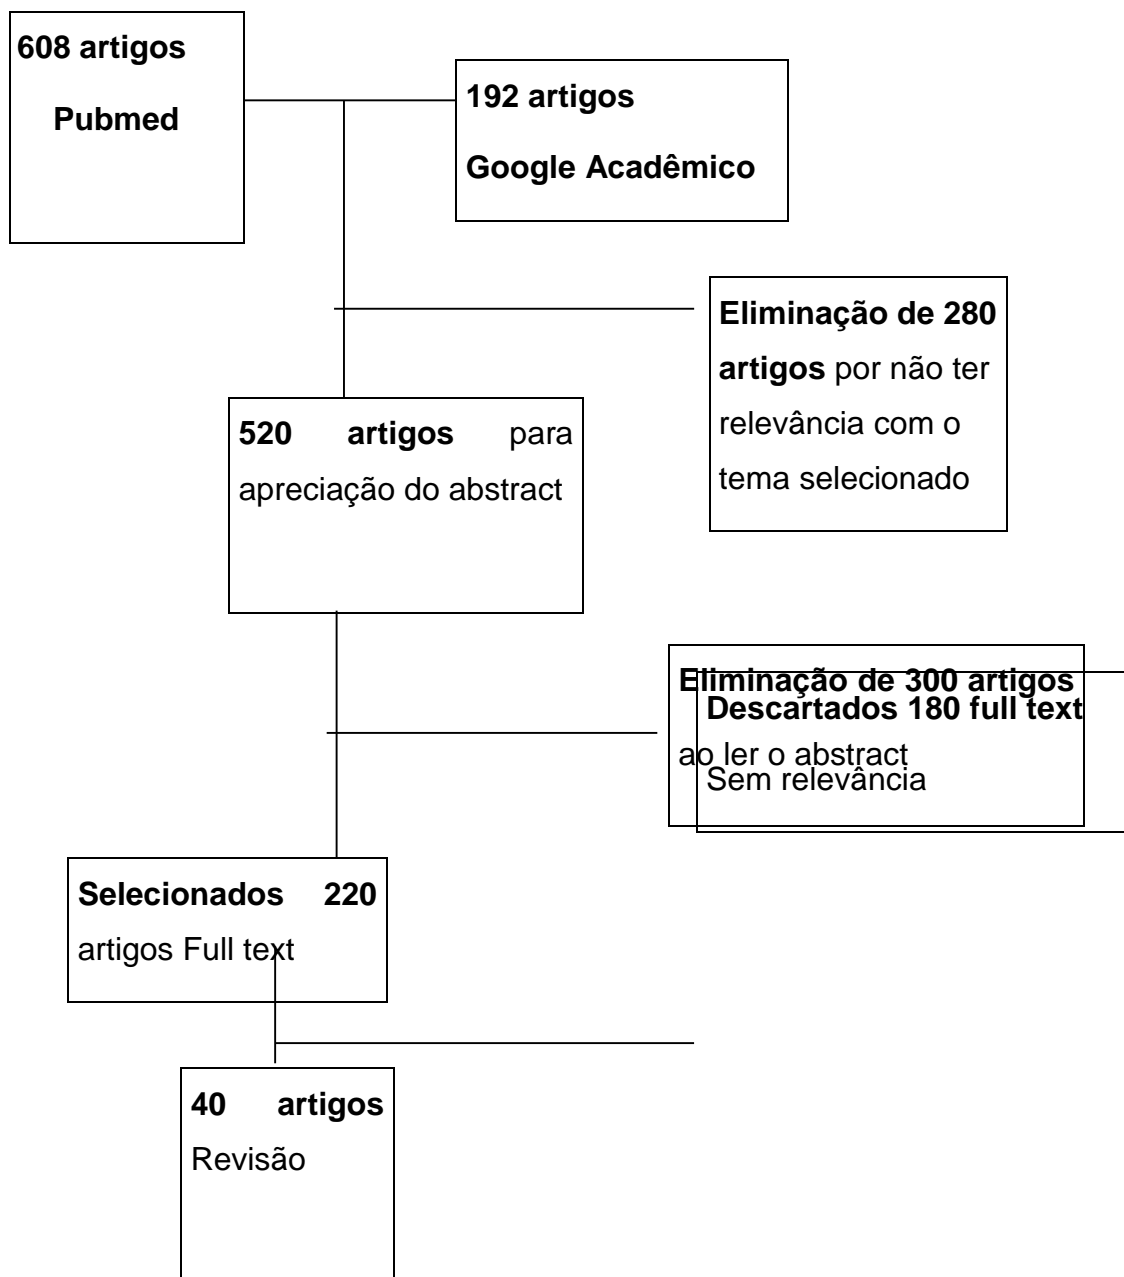 608 artigos
Pubmed
192 artigos
Google Acadêmico
Eliminação de 280
artigos por não ter
relevância com o
tema selecionado
520 artigos para
apreciação do abstract
Eliminação de 300 artigos
ao ler o abstract
Descartados 180 full text
Sem relevância
Selecionados 220
artigos Full text
40 artigos
Revisão